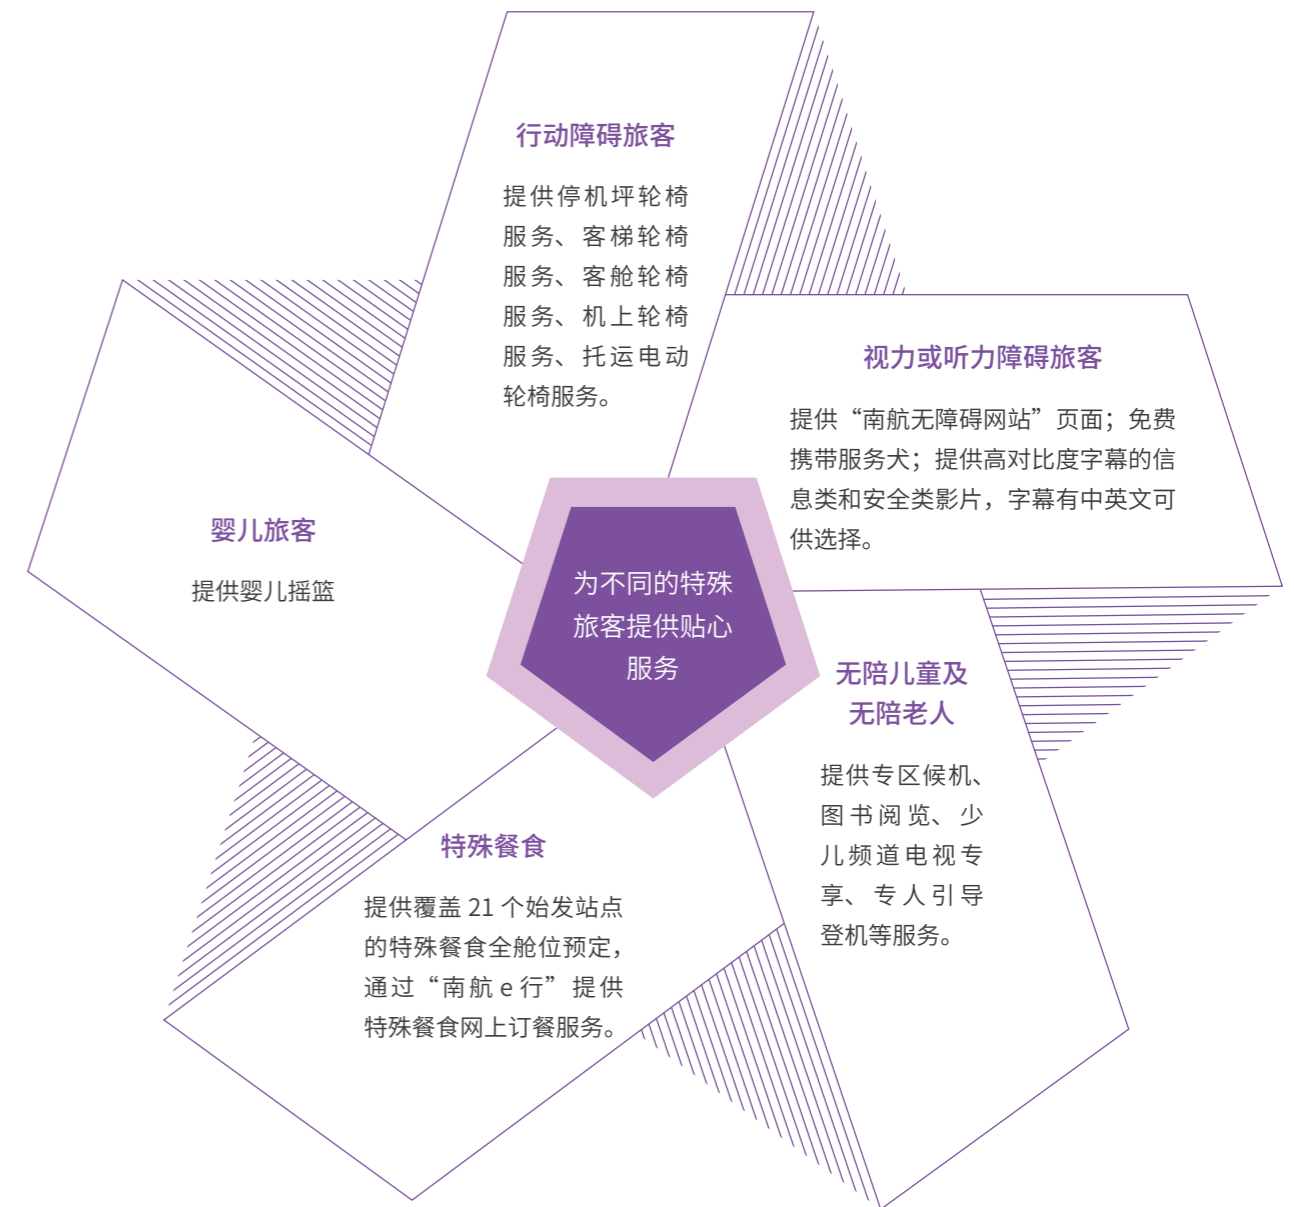 行动障碍旅客
提供停机坪轮椅
服务、客梯轮椅
服务、客舱轮椅
服务、机上轮椅
服务、托运电动
轮椅服务。
视力或听力障碍旅客
提供“南航无障碍网站”页面；免费
携带服务犬；提供高对比度字幕的信
息类和安全类影片，字幕有中英文可
供选择。
婴儿旅客
提供婴儿摇篮
为不同的特殊
旅客提供贴心
服务
无陪儿童及
无陪老人
提供专区候机、
图书阅览、少
儿频道电视专
享、专人引导
登机等服务。
特殊餐食
提供覆盖 21 个始发站点
的特殊餐食全舱位预定，
通过“南航 e 行”提供
特殊餐食网上订餐服务。